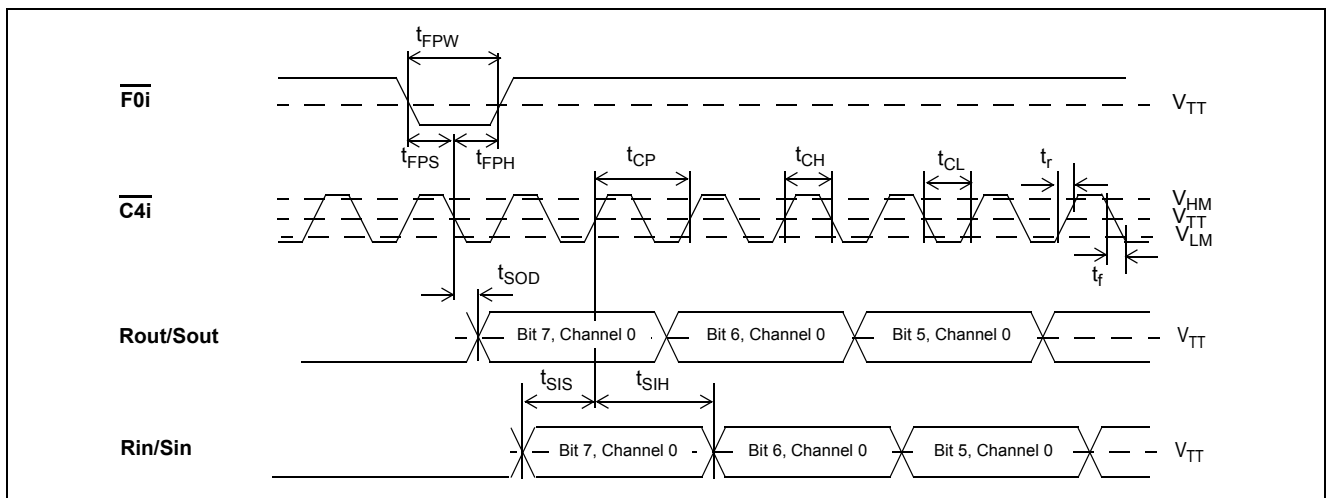 tFPW
F0i
VTT
tFPS
tFPH
tCP
tCH
tCL
tr
C4i
VHM
VTT
VLM
tSOD
tf
Rout/Sout
Bit 7, Channel 0
Bit 6, Channel 0
Bit 5, Channel 0
VTT
tSIS
tSIH
Rin/Sin
Bit 7, Channel 0
Bit 6, Channel 0
Bit 5, Channel 0
VTT